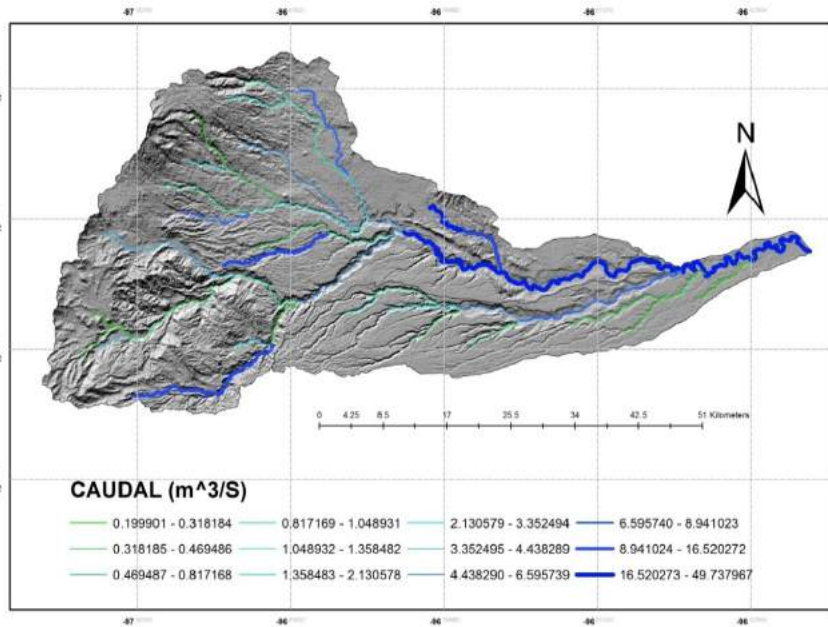 -97 -97 -96 -96 -96
N
0 4.25 8.5 17 25.5 34 42.5 51 Kilometers
CAUDAL (m^3/S)
0.199901 - 0.318184 0.817169 - 1.048931 2.130579 - 3.352494 6.595740 - 8.941023
0.318185 - 0.469486 1.048932 - 1.358482 3.352495 - 4.438289 8.941024 - 16.520272
0.469487 - 0.817168 1.358483 - 2.130578 4.438290 - 6.595739 16.520273 - 49.737967
-97 -96 -96 -96 -96